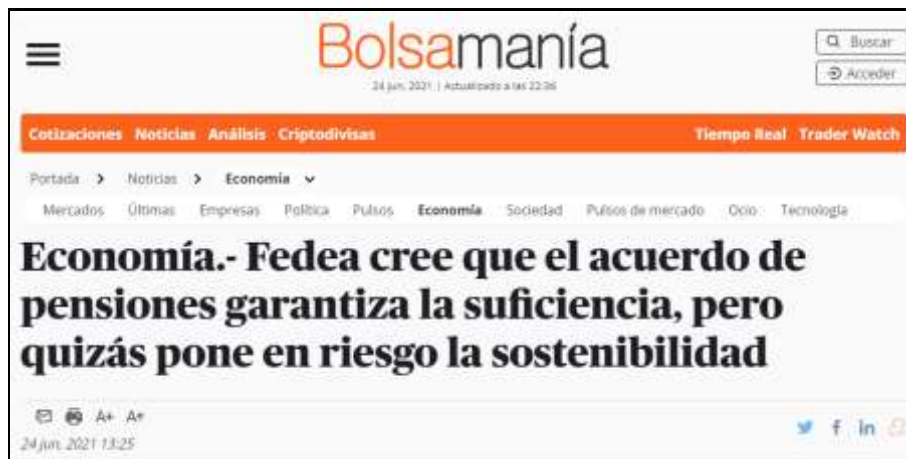 Bolsamanía
Buscar
24 jun, 2021 | Actualizado a las 22:36
Acceder
Cotizaciones Noticias Análisis Criptodivisas Tiempo Real Trader Watch
Portada > Noticias > Economía
Mercados Últimas Empresas Política Pulsos Economía Sociedad Pulsos de mercado Ocio Tecnología
Economía.- Fedea cree que el acuerdo de
pensiones garantiza la suficiencia, pero
quizás pone en riesgo la sostenibilidad
A+ A+
24 jun, 2021 13:25